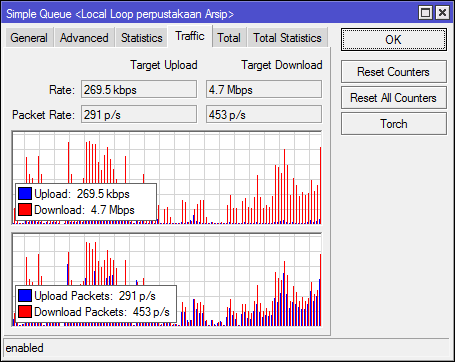 Simple Queue <Local Loop perpustakaan Arsip>
General Advanced Statistics Traffic Total Total Statistics
Target Upload Target Download
Rate: 269.5 kbps 4.7 Mbps
Packet Rate: 291 p/s 453 p/s
Upload: 269.5 kbps
Download: 4.7 Mbps
Upload Packets: 291 p/s
Download Packets: 453 p/s
OK
Reset Counters
Reset All Counters
Torch
enabled